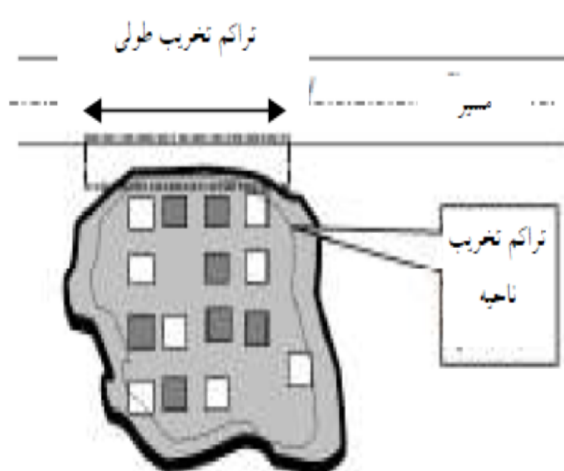 تراکم تخریب طولی
مسیر
تراکم تخریب
ناحیه